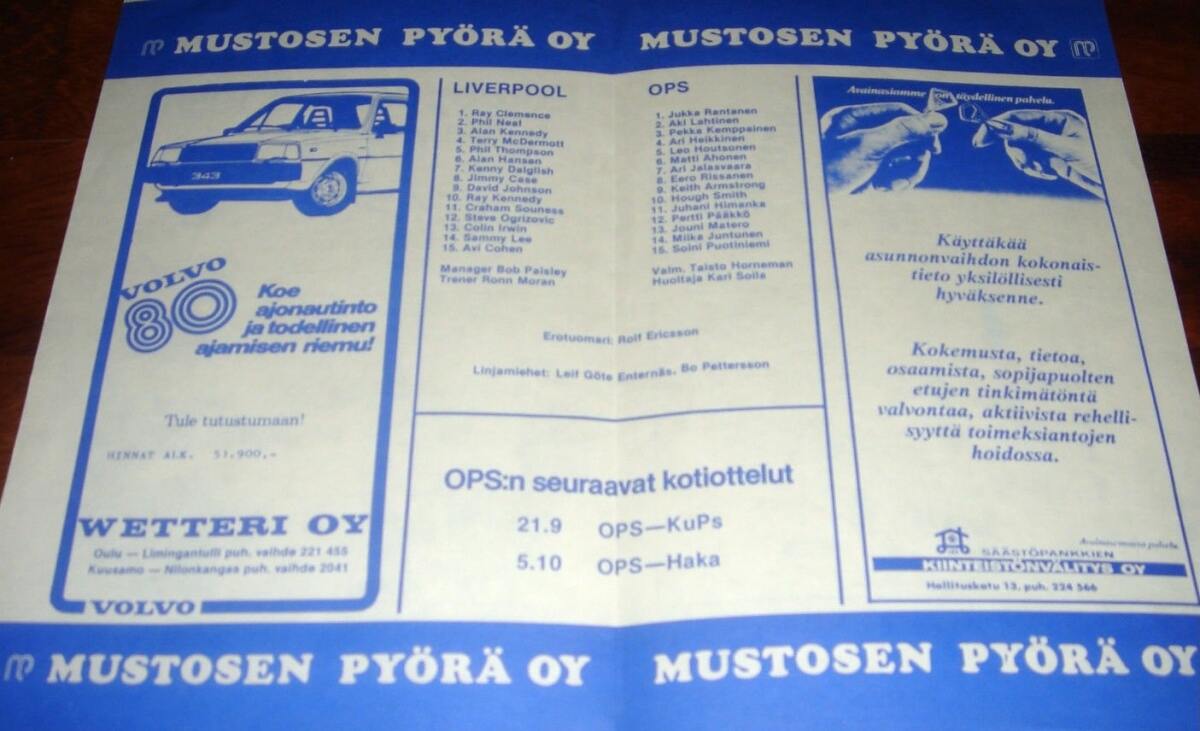 MUSTOSEN PYÖRÄ OY
MUSTOSEN PYÖRÄ OY
343
VOLVO
80
Koe
ajonautinto
ja todellinen
ajamisen riemu!
Tule tutustumaan!
HINNAT ALK. 51.900,-
WETTERI OY
Oulu — Limingantulli puh. vaihde 221 455
Kuusamo — Nilonkangas puh. vaihde 2041
VOLVO
LIVERPOOL
1. Ray Clemence
2. Phil Neal
3. Alan Kennedy
4. Terry McDermott
5. Phil Thompson
6. Alan Hansen
7. Kenny Dalglish
8. Jimmy Case
9. David Johnson
10. Ray Kennedy
11. Craham Souness
12. Steve Ogrizovic
13. Colin Irwin
14. Sammy Lee
15. Avi Cohen
Manager Bob Paisley
Trener Ronn Moran
OPS
1. Jukka Rantanen
2. Aki Lahtinen
3. Pekka Kemppainen
4. Ari Heikkinen
5. Leo Houtsonen
6. Matti Ahonen
7. Ari Jalasvaara
8. Eero Rissanen
9. Keith Armstrong
10. Hough Smith
11. Juhani Himanka
12. Pertti Pääkkö
13. Jouni Matero
14. Miika Juntunen
15. Soini Puotiniemi
Valm. Taisto Horneman
Huoltaja Kari Soila
Erotuomari: Rolf Ericsson
Linjamiehet: Leif Göte Enternäs, Bo Pettersson
OPS:n seuraavat kotiottelut
21.9 OPS—KuPs
5.10 OPS—Haka
Avainasiamme on täydellinen palvelu.
Käyttäkää
asunnonvaihdon kokonais-
tieto yksilöllisesti
hyväksenne.
Kokemusta, tietoa,
osaamista, sopijapuolten
etujen tinkimätöntä
valvontaa, aktiivista rehelli-
syyttä toimeksiantojen
hoidossa.
Avainasemassa palvelu
SÄÄSTÖPANKKIEN
KIINTEISTÖNVÄLITYS OY
Hallituskatu 13, puh. 224 566
MUSTOSEN PYÖRÄ OY
MUSTOSEN PYÖRÄ OY